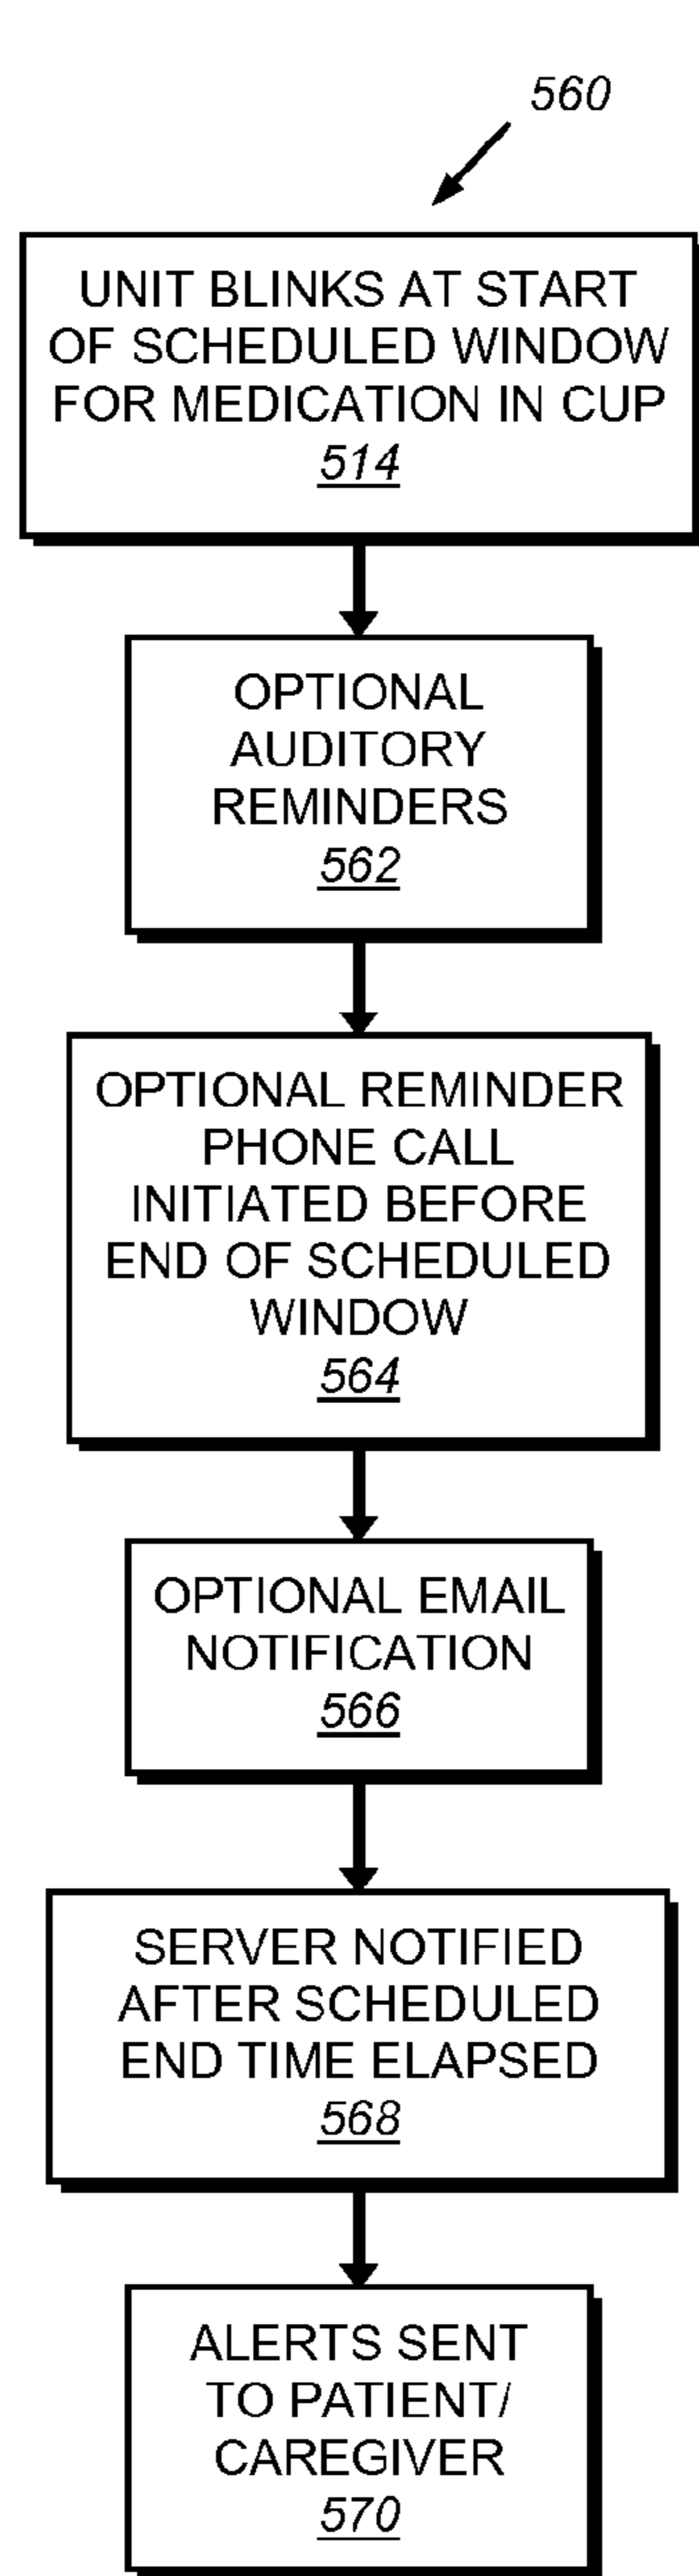 560
UNIT BLINKS AT START
OF SCHEDULED WINDOW
FOR MEDICATION IN CUP
514
OPTIONAL
AUDITORY
REMINDERS
562
OPTIONAL REMINDER
PHONE CALL
INITIATED BEFORE
END OF SCHEDULED
WINDOW
564
OPTIONAL EMAIL
NOTIFICATION
566
SERVER NOTIFIED
AFTER SCHEDULED
END TIME ELAPSED
568
ALERTS SENT
TO PATIENT/
CAREGIVER
570